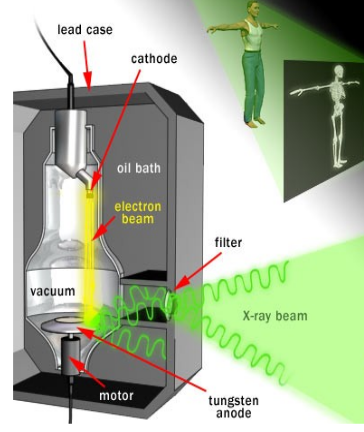 lead case
cathode
oil bath
electron
beam
filter
vacuum
X-ray beam
motor
tungsten
anode